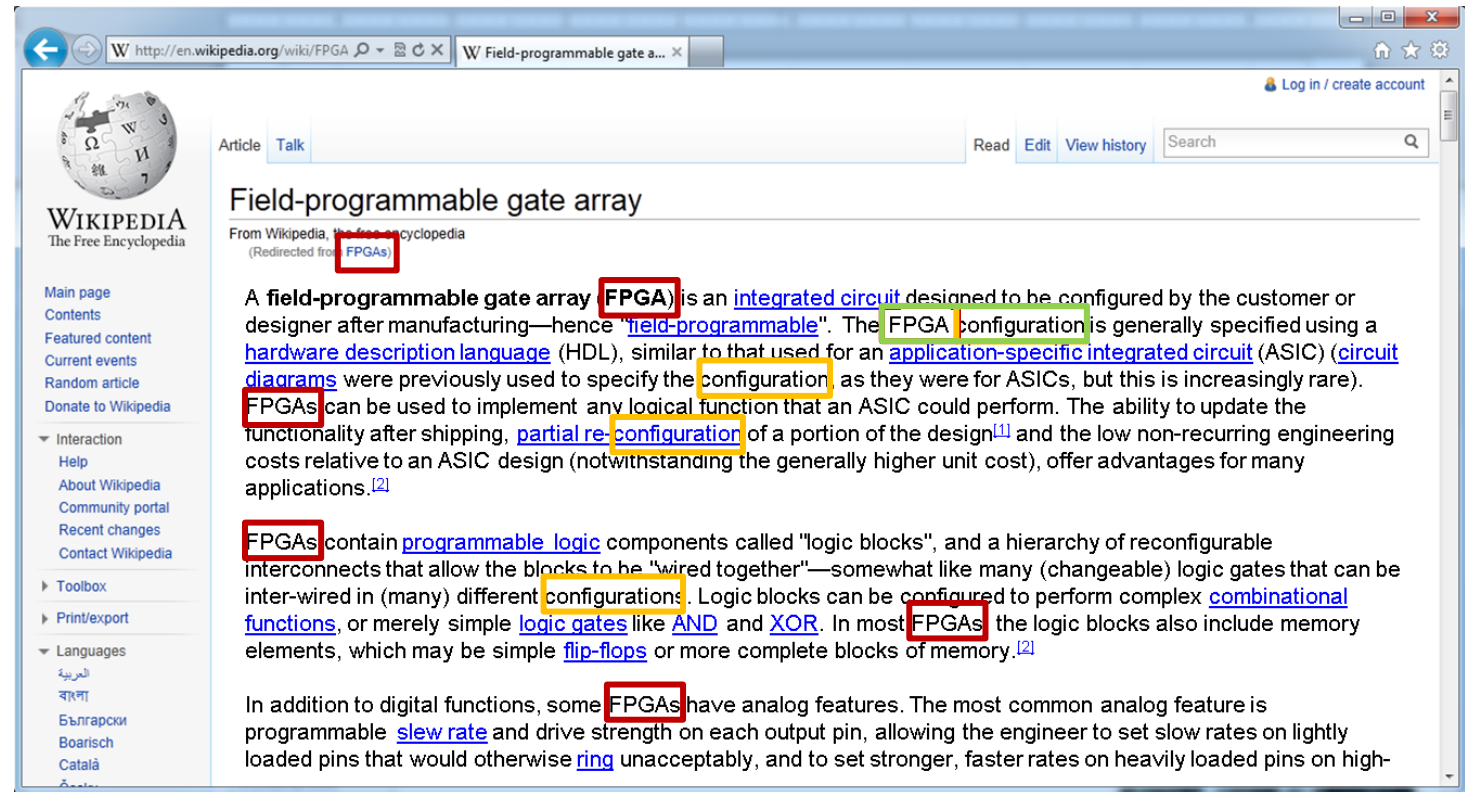 http://en.wikipedia.org/wiki/FPGA
W Field-programmable gate a...
Log in / create account
Article Talk
Read Edit View history
Search
WIKIPEDIA
The Free Encyclopedia
Field-programmable gate array
From Wikipedia, the free encyclopedia
(Redirected from FPGAs)
Main page
Contents
Featured content
Current events
Random article
Donate to Wikipedia
Interaction
Help
About Wikipedia
Community portal
Recent changes
Contact Wikipedia
Toolbox
Print/export
Languages
العربية
বাংলা
Български
Boarisch
Català
A field-programmable gate array (FPGA) is an integrated circuit designed to be configured by the customer or
designer after manufacturing—hence "field-programmable". The FPGA configuration is generally specified using a
hardware description language (HDL), similar to that used for an application-specific integrated circuit (ASIC) (circuit
diagrams were previously used to specify the configuration, as they were for ASICs, but this is increasingly rare).
FPGAs can be used to implement any logical function that an ASIC could perform. The ability to update the
functionality after shipping, partial re-configuration of a portion of the design[1] and the low non-recurring engineering
costs relative to an ASIC design (notwithstanding the generally higher unit cost), offer advantages for many
applications.[2]
FPGAs contain programmable logic components called "logic blocks", and a hierarchy of reconfigurable
interconnects that allow the blocks to be "wired together"—somewhat like many (changeable) logic gates that can be
inter-wired in (many) different configurations. Logic blocks can be configured to perform complex combinational
functions, or merely simple logic gates like AND and XOR. In most FPGAs, the logic blocks also include memory
elements, which may be simple flip-flops or more complete blocks of memory.[2]
In addition to digital functions, some FPGAs have analog features. The most common analog feature is
programmable slew rate and drive strength on each output pin, allowing the engineer to set slow rates on lightly
loaded pins that would otherwise ring unacceptably, and to set stronger, faster rates on heavily loaded pins on high-